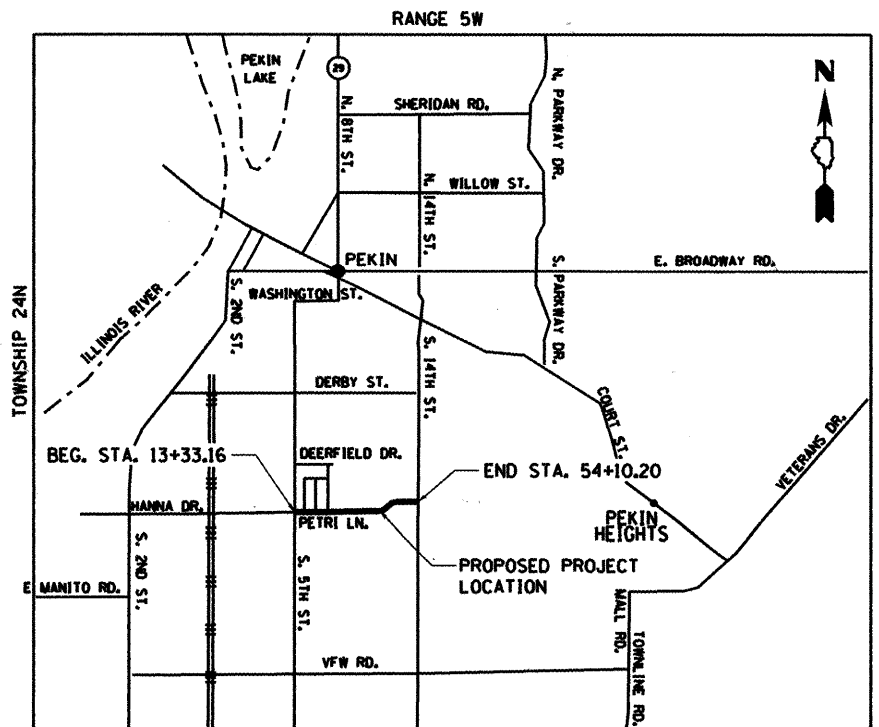 RANGE 5W
PEKIN
LAKE
29
N
N. 8TH ST.
SHERIDAN RD.
N. PARKWAY DR.
N. 14TH ST.
WILLOW ST.
PEKIN
E. BROADWAY RD.
S. PARKWAY DR.
WASHINGTON ST.
S. 2ND ST.
ILLINOIS RIVER
TOWNSHIP 24N
S. 14TH ST.
DERBY ST.
COURT ST.
VETERANS DR.
BEG. STA. 13+33.16
DEERFIELD DR.
END STA. 54+10.20
HANNA DR.
PETRI LN.
PEKIN
HEIGHTS
S. 2ND ST.
S. 5TH ST.
PROPOSED PROJECT
LOCATION
E MANITO RD.
MALL RD.
TOWNLINE RD.
VFW RD.